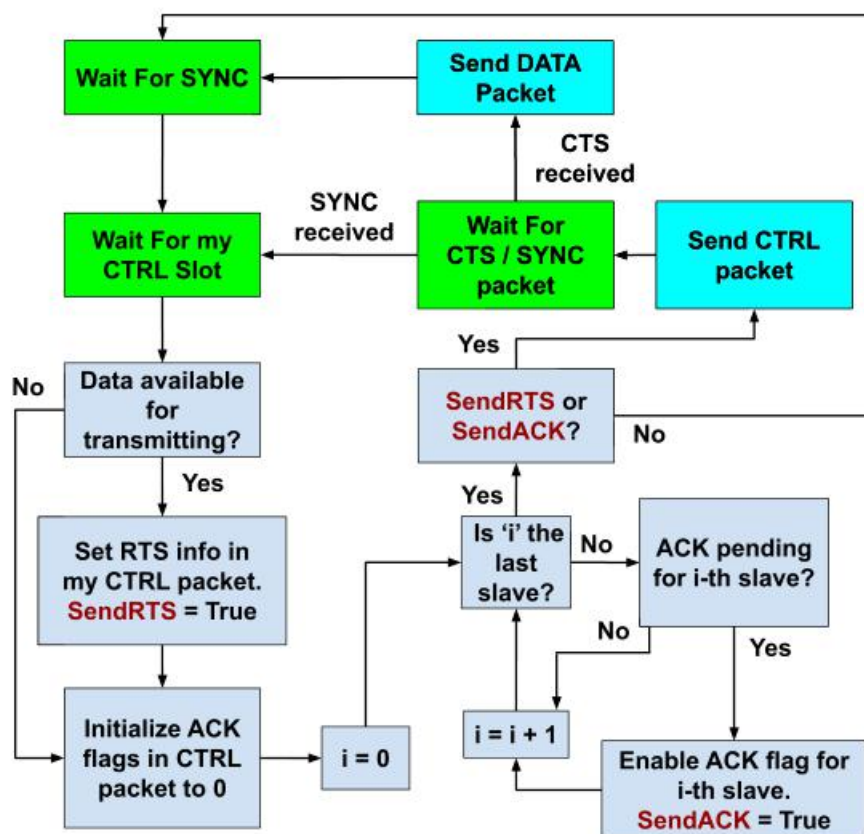 Wait For SYNC
Send DATA
Packet
CTS
received
SYNC
received
Wait For my
CTRL Slot
Wait For
CTS / SYNC
packet
Send CTRL
packet
No
Data available
for
transmitting?
Yes
Yes
SendRTS or
SendACK?
No
Set RTS info in
my CTRL packet.
SendRTS = True
Yes
Is ‘i’ the
last
slave?
No
ACK pending
for i-th slave?
No
Yes
Initialize ACK
flags in CTRL
packet to 0
i = 0
i = i + 1
Enable ACK flag for
i-th slave.
SendACK = True